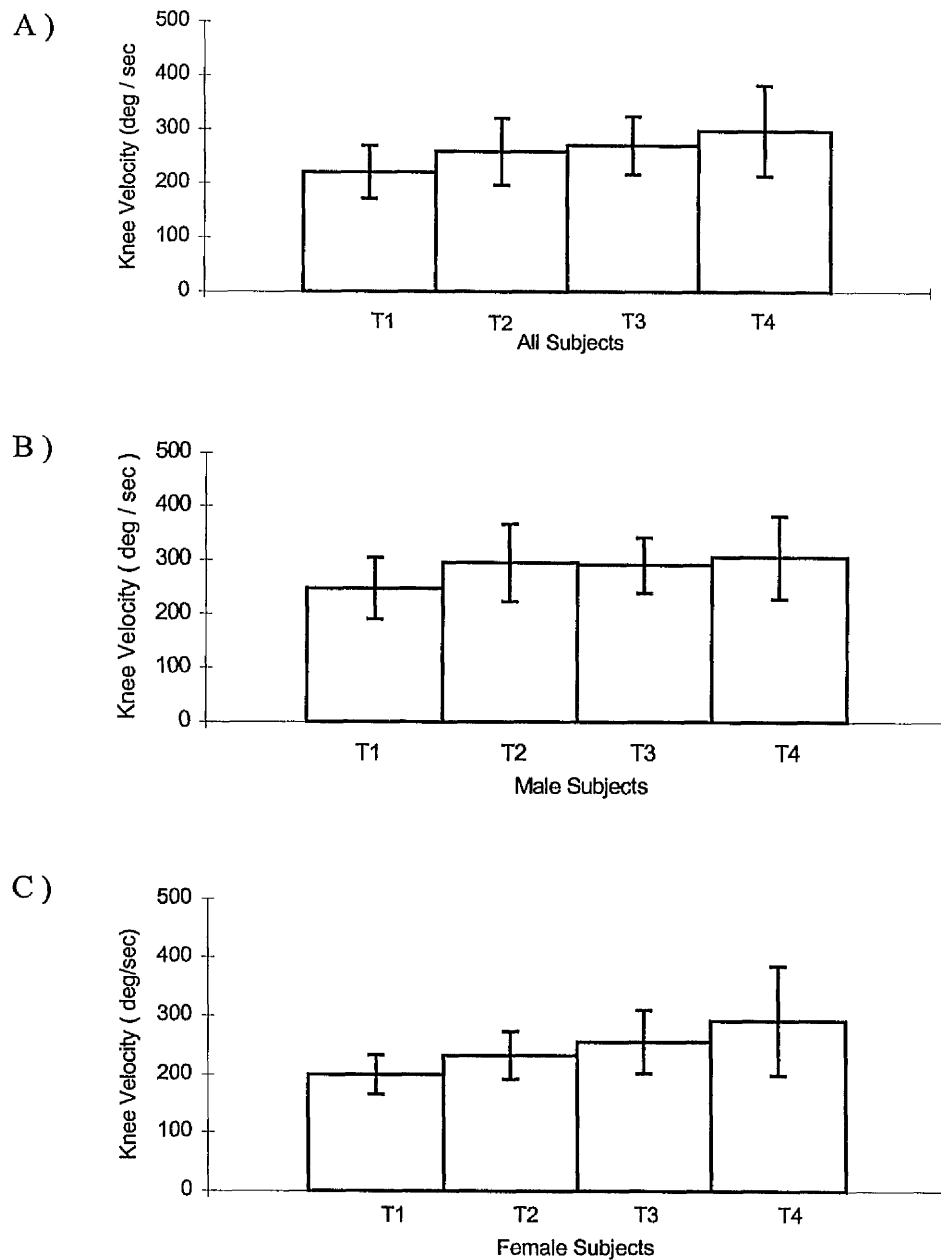 A )
Knee Velocity (deg / sec
500
400
300
200
100
0
T1 T2 T3 T4
All Subjects
B )
Knee Velocity ( deg / sec )
500
400
300
200
100
0
T1 T2 T3 T4
Male Subjects
C )
Knee Velocity ( deg/sec)
500
400
300
200
100
0
T1 T2 T3 T4
Female Subjects